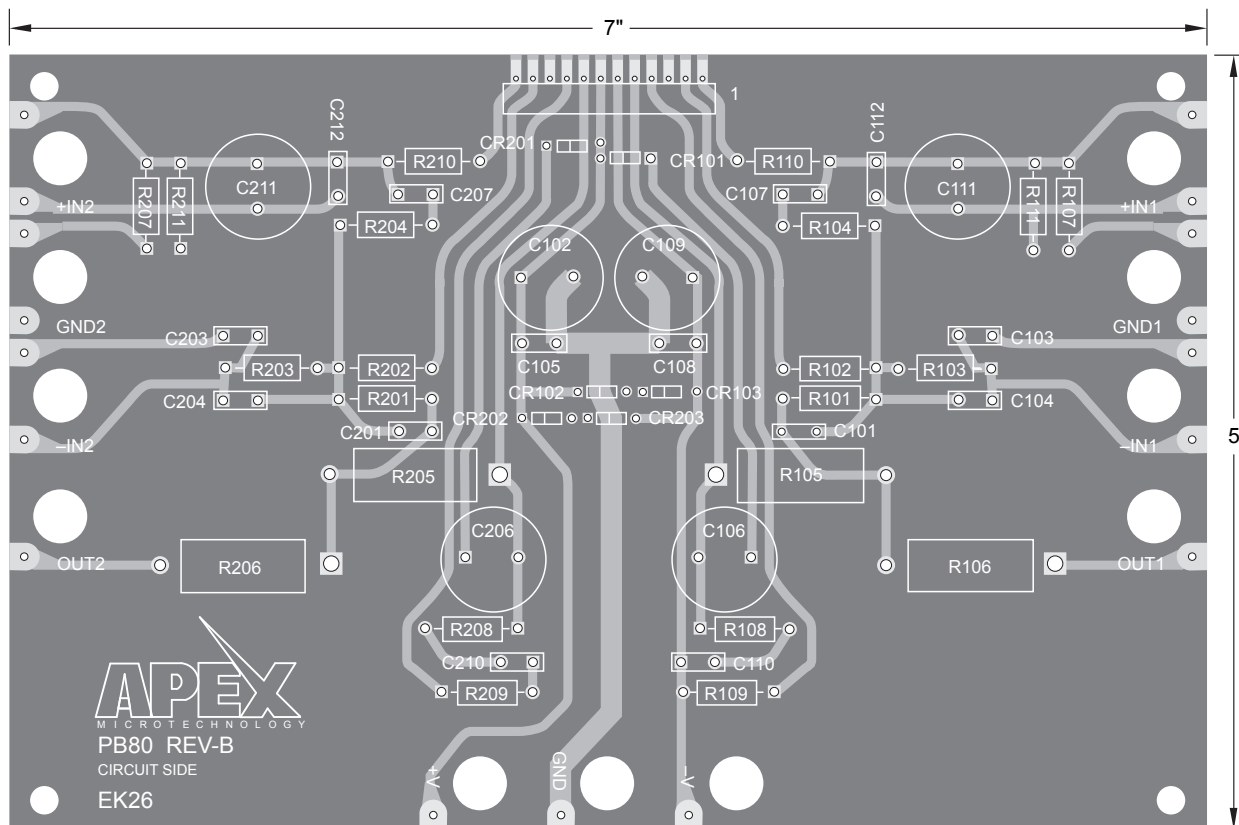 7"
1
C212
CR201
R210
CR101
R110
C112
C211
C207
C107
C111
R207
R211
R111
R107
+IN2
+IN1
R204
R104
C102
C109
GND2
GND1
C203
C105
C108
C103
R203
R202
R102
R103
CR102
CR103
C204
R201
R101
C104
CR202
CR203
C201
C101
–IN2
–IN1
5
R205
R105
C206
C106
OUT2
R206
R106
OUT1
R208
R108
C210
C110
R209
R109
APEX
MICROTECHNOLOGY
PB80 REV-B
CIRCUIT SIDE
EK26
+V
GND
–V